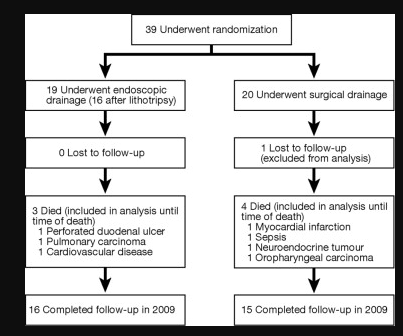 39 Underwent randomization
19 Underwent endoscopic
drainage (16 after lithotripsy)
20 Underwent surgical drainage
0 Lost to follow-up
1 Lost to follow-up
(excluded from analysis)
3 Died (included in analysis until
time of death)
1 Perforated duodenal ulcer
1 Pulmonary carcinoma
1 Cardiovascular disease
4 Died (included in analysis until
time of death)
1 Myocardial infarction
1 Sepsis
1 Neuroendocrine tumour
1 Oropharyngeal carcinoma
16 Completed follow-up in 2009
15 Completed follow-up in 2009